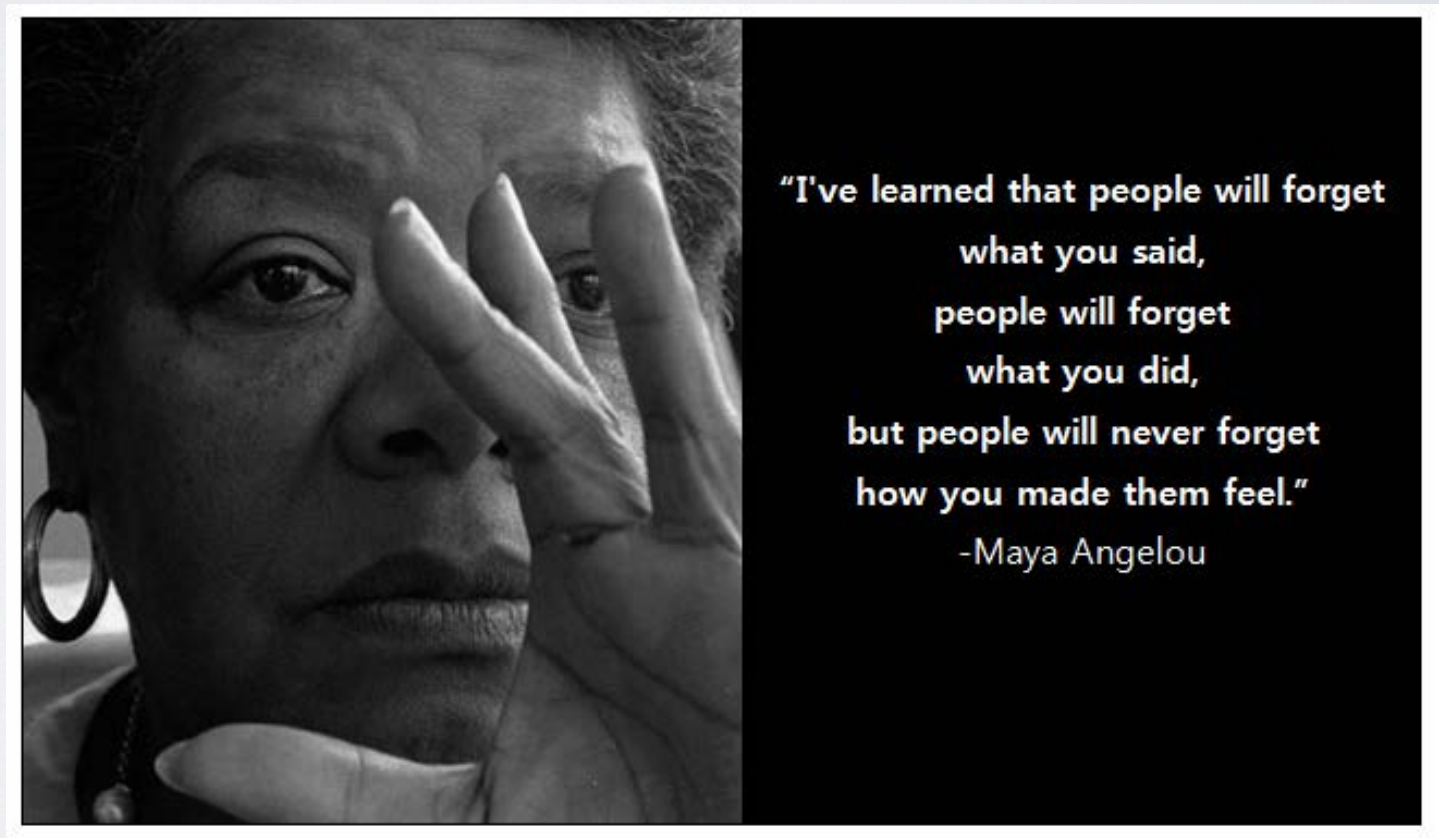 “I've learned that people will forget
what you said,
people will forget
what you did,
but people will never forget
how you made them feel.”
-Maya Angelou